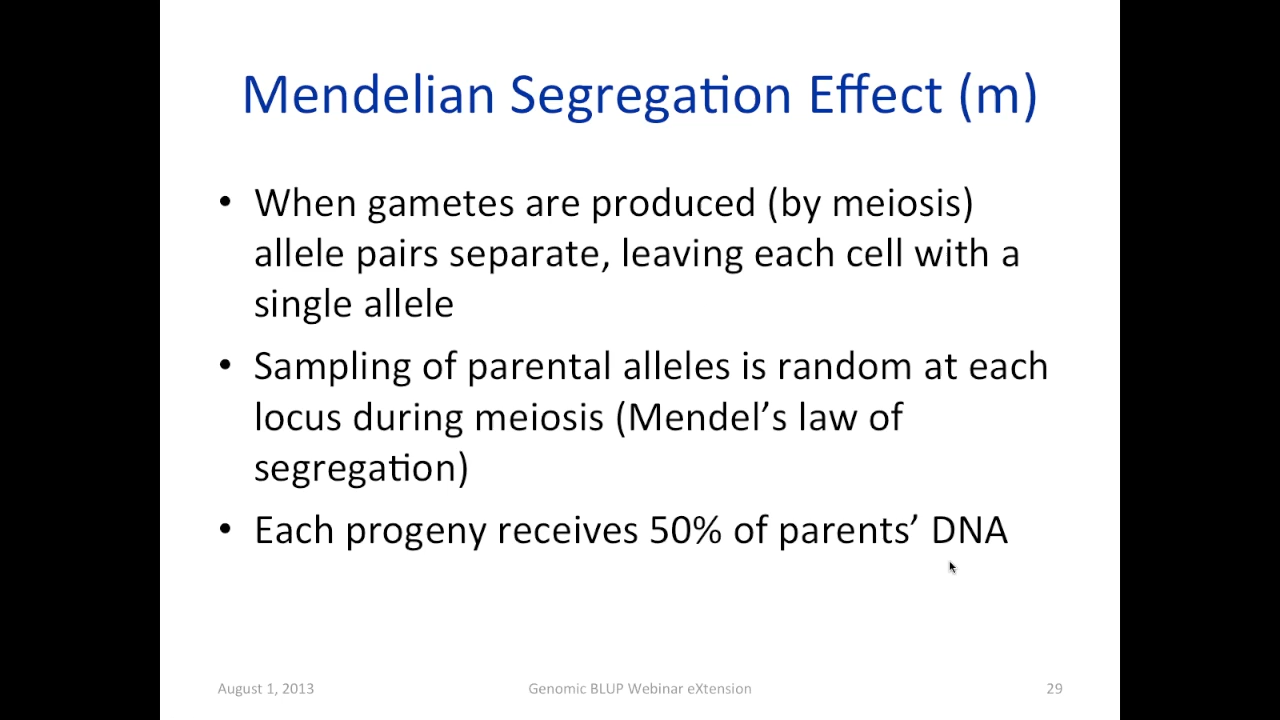 Mendelian Segregation Effect (m)
• When gametes are produced (by meiosis)
allele pairs separate, leaving each cell with a
single allele
• Sampling of parental alleles is random at each
locus during meiosis (Mendel’s law of
segregation)
• Each progeny receives 50% of parents’ DNA
August 1, 2013 Genomic BLUP Webinar eXtension 29